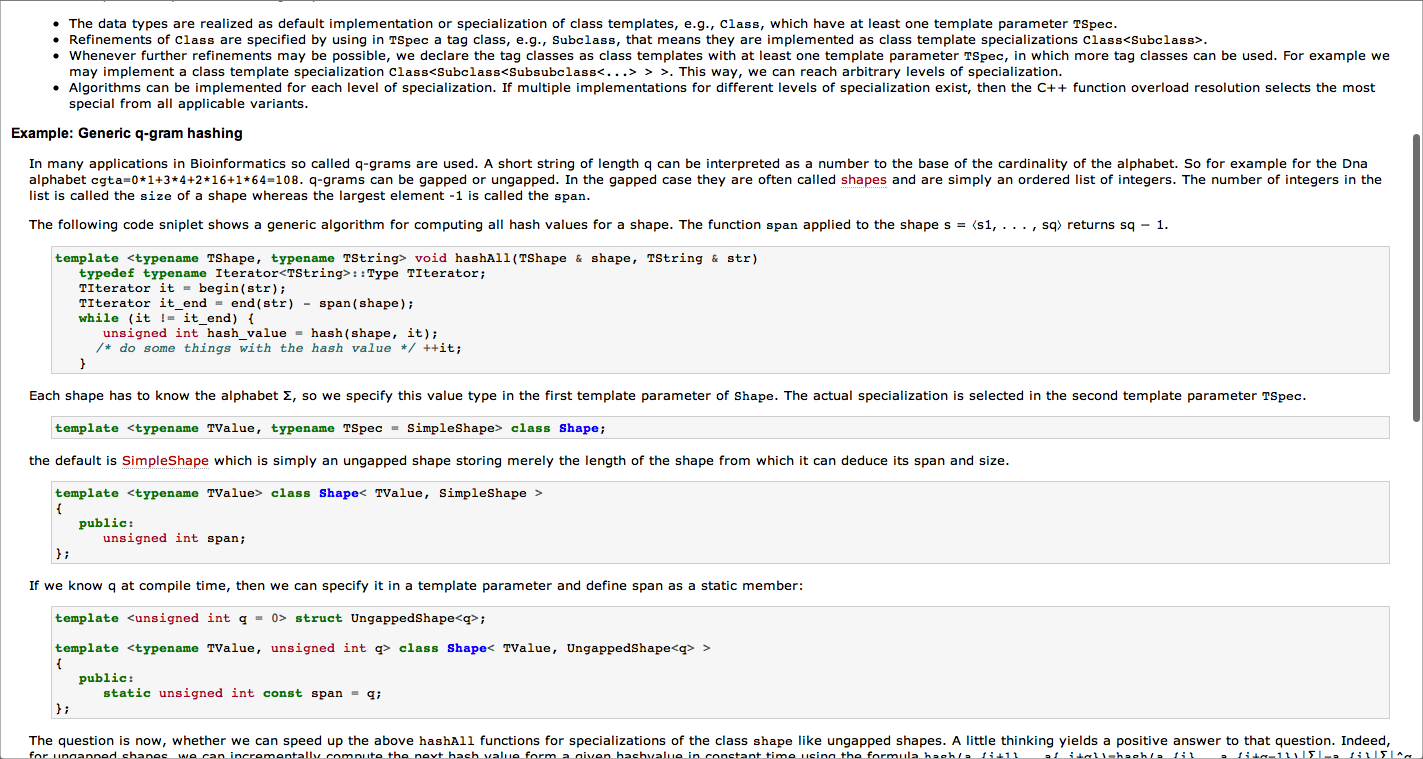 • The data types are realized as default implementation or specialization of class templates, e.g., Class, which have at least one template parameter TSpec.
• Refinements of Class are specified by using in TSpec a tag class, e.g., Subclass, that means they are implemented as class template specializations Class<Subclass>.
• Whenever further refinements may be possible, we declare the tag classes as class templates with at least one template parameter TSpec, in which more tag classes can be used. For example we
may implement a class template specialization Class<Subclass<Subsubclass<...> > >. This way, we can reach arbitrary levels of specialization.
• Algorithms can be implemented for each level of specialization. If multiple implementations for different levels of specialization exist, then the C++ function overload resolution selects the most
special from all applicable variants.
Example: Generic q-gram hashing
In many applications in Bioinformatics so called q-grams are used. A short string of length q can be interpreted as a number to the base of the cardinality of the alphabet. So for example for the Dna
alphabet cgta=0*1+3*4+2*16+1*64=108. q-grams can be gapped or ungapped. In the gapped case they are often called shapes and are simply an ordered list of integers. The number of integers in the
list is called the size of a shape whereas the largest element -1 is called the span.
The following code sniplet shows a generic algorithm for computing all hash values for a shape. The function span applied to the shape s = ⟨s1, . . . , sq⟩ returns sq − 1.
template <typename TShape, typename TString> void hashAll(TShape & shape, TString & str)
typedef typename Iterator<TString>::Type TIterator;
TIterator it = begin(str);
TIterator it_end = end(str) - span(shape);
while (it != it_end) {
unsigned int hash_value = hash(shape, it);
/* do some things with the hash value */ ++it;
}
Each shape has to know the alphabet Σ, so we specify this value type in the first template parameter of Shape. The actual specialization is selected in the second template parameter TSpec.
template <typename TValue, typename TSpec = SimpleShape> class Shape;
the default is SimpleShape which is simply an ungapped shape storing merely the length of the shape from which it can deduce its span and size.
template <typename TValue> class Shape< TValue, SimpleShape >
{
public:
unsigned int span;
};
If we know q at compile time, then we can specify it in a template parameter and define span as a static member:
template <unsigned int q = 0> struct UngappedShape<q>;
template <typename TValue, unsigned int q> class Shape< TValue, UngappedShape<q> >
{
public:
static unsigned int const span = q;
};
The question is now, whether we can speed up the above hashAll functions for specializations of the class shape like ungapped shapes. A little thinking yields a positive answer to that question. Indeed,
for ungapped shapes, we can incrementally compute the next hash value form a given hashvalue in constant time using the formula